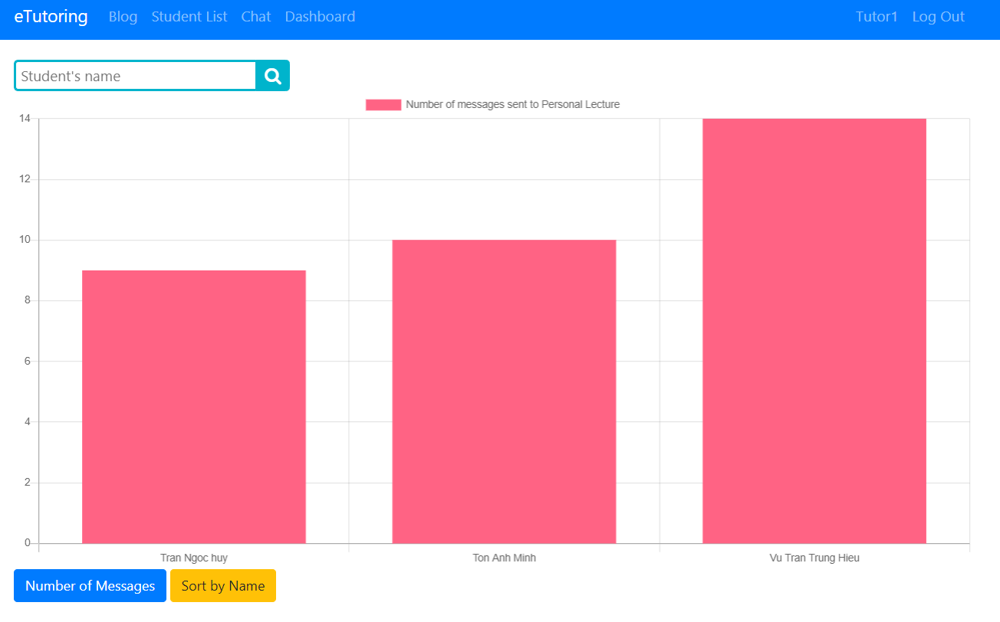 eTutoring Blog Student List Chat Dashboard Tutor1 Log Out
Student's name
Number of messages sent to Personal Lecture
14
12
10
8
6
4
2
0
Tran Ngoc huy Ton Anh Minh Vu Tran Trung Hieu
Number of Messages Sort by Name